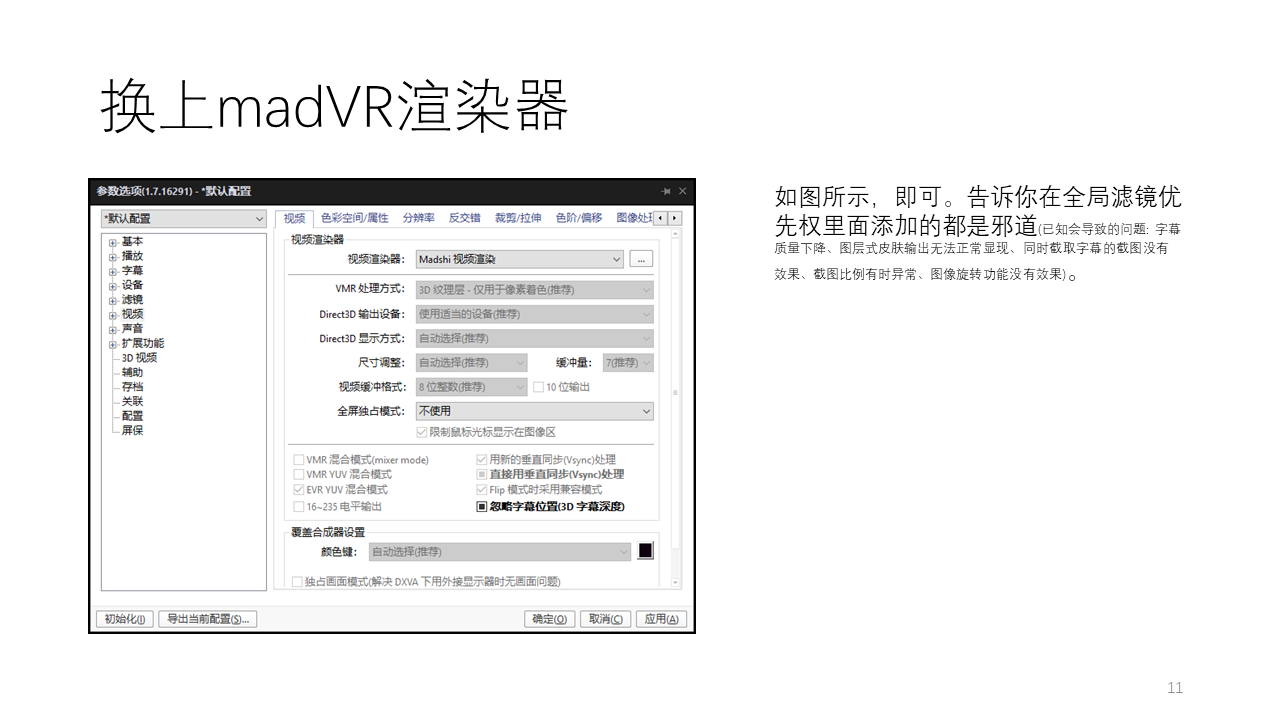 换上madVR渲染器
参数选项(1.7.16291) - *默认配置
*默认配置
基本
播放
字幕
设备
滤镜
视频
声音
扩展功能
3D 视频
辅助
存档
关联
配置
屏保
视频 色彩空间/属性 分辨率 反交错 裁剪/拉伸 色阶/偏移 图像处理
视频渲染器
视频渲染器: Madshi 视频渲染 ...
VMR 处理方式: 3D 纹理层 - 仅用于像素着色(推荐)
Direct3D 输出设备: 使用适当的设备(推荐)
Direct3D 显示方式: 自动选择(推荐)
尺寸调整: 自动选择(推荐) 缓冲量: 7(推荐)
视频缓冲格式: 8 位整数(推荐) 10 位输出
全屏独占模式: 不使用
限制鼠标光标显示在图像区
VMR 混合模式(mixer mode) 用新的垂直同步(Vsync)处理
VMR YUV 混合模式 直接用垂直同步(Vsync)处理
EVR YUV 混合模式 Flip 模式时采用兼容模式
16~235 电平输出 忽略字幕位置(3D 字幕深度)
覆盖合成器设置
颜色键: 自动选择(推荐)
独占画面模式(解决 DXVA 下用外接显示器时无画面问题)
初始化(I) 导出当前配置(S)... 确定(O) 取消(C) 应用(A)
如图所示，即可。告诉你在全局滤镜优
先权里面添加的都是邪道(已知会导致的问题: 字幕
质量下降、图层式皮肤输出无法正常显现、同时截取字幕的截图没有
效果、截图比例有时异常、图像旋转功能没有效果)。
11